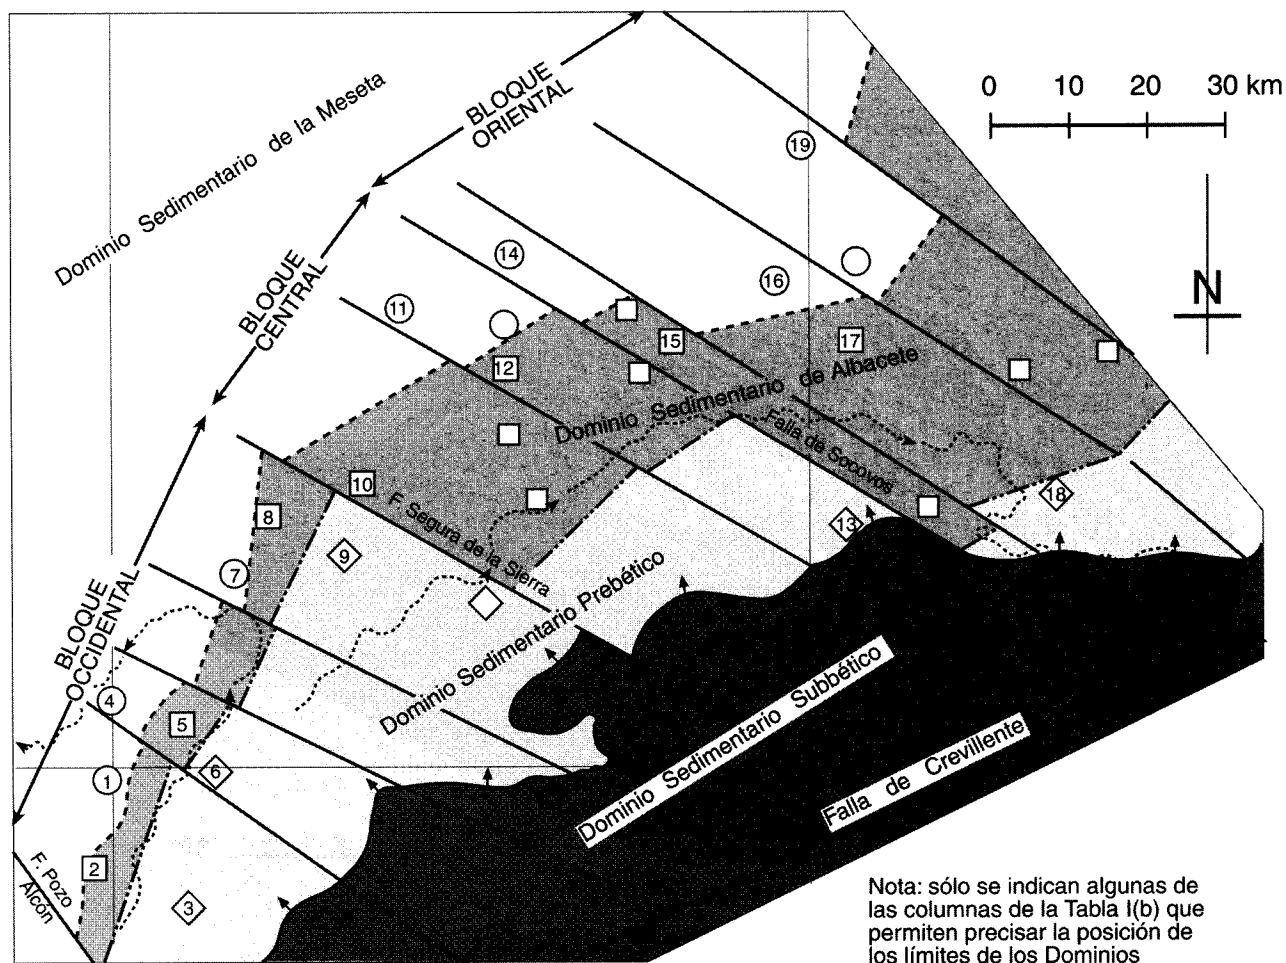 BLOQUE
ORIENTAL
0 10 20 30 km
Dominio Sedimentario de la Meseta
19
BLOQUE
CENTRAL
14
16
N
11
15
17
12
Dominio Sedimentario de Albacete
Falla de Socovos
10
F. Segura de la Sierra
8
18
13
9
7
BLOQUE
OCCIDENTAL
Dominio Sedimentario Prebético
4
5
Dominio Sedimentario Subbético
6
1
Falla de Crevillente
2
F. Pozo
Alcón
3
Nota: sólo se indican algunas de
las columnas de la Tabla I(b) que
permiten precisar la posición de
los límites de los Dominios